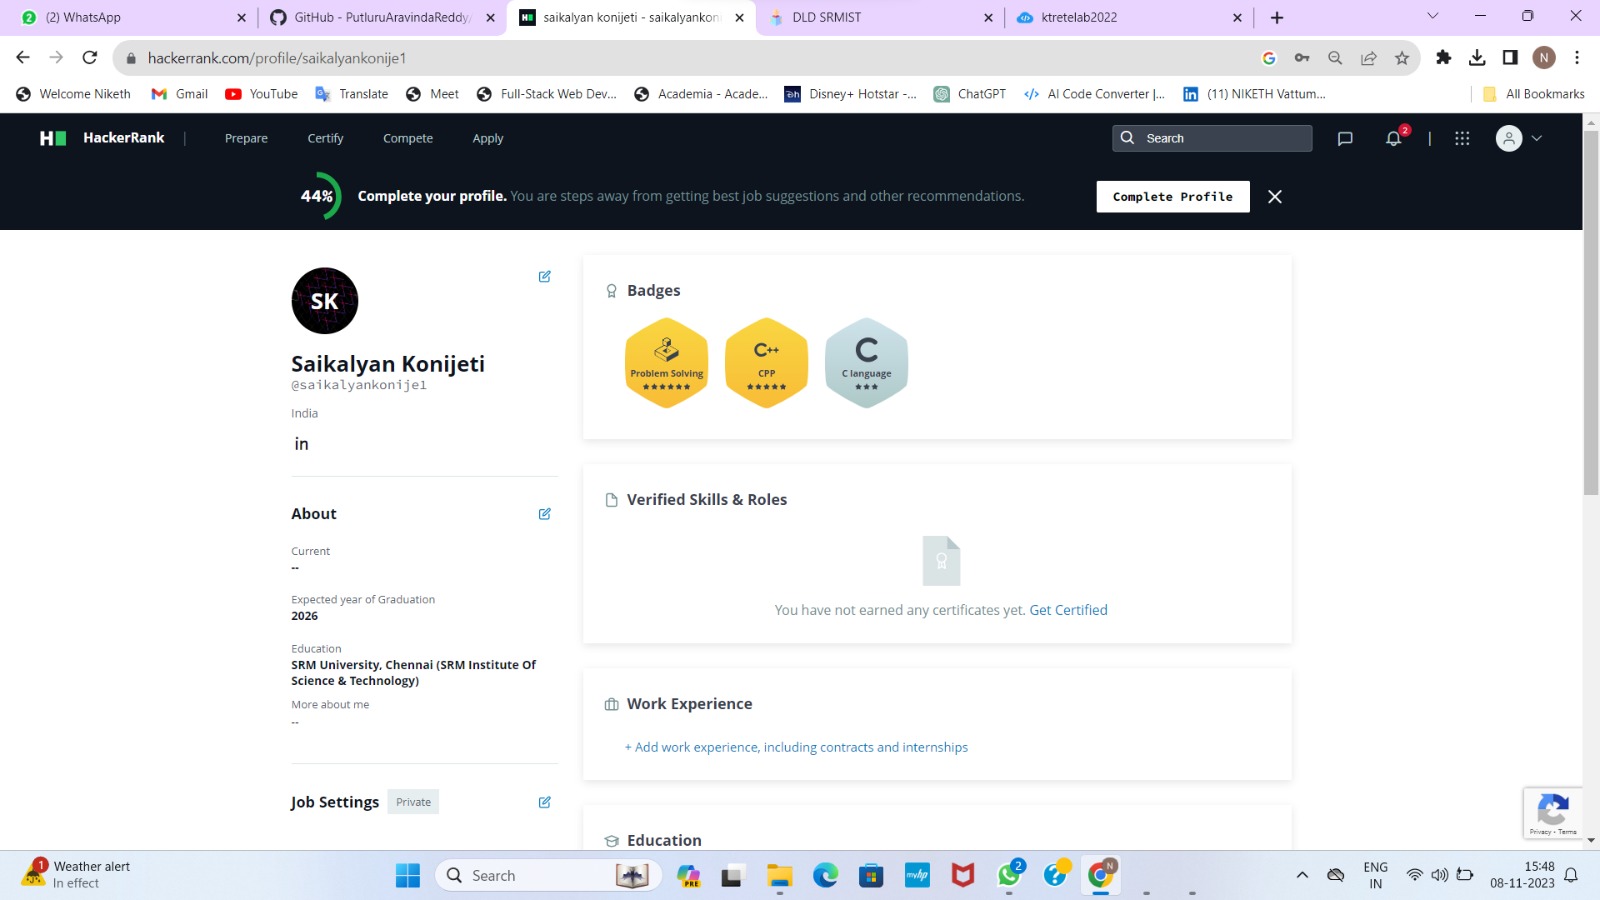 (2) WhatsApp
GitHub - PutluruAravindaReddy/
saikalyan konijeti - saikalyankoni
DLD SRMIST
ktretelab2022
hackerrank.com/profile/saikalyankonije1
N
Welcome Niketh
Gmail
YouTube
Translate
Meet
Full-Stack Web Dev...
Academia - Acade...
Disney+ Hotstar -...
ChatGPT
AI Code Converter |...
(11) NIKETH Vattum...
All Bookmarks
HackerRank
Prepare
Certify
Compete
Apply
Search
2
44%
Complete your profile. You are steps away from getting best job suggestions and other recommendations.
Complete Profile
SK
Saikalyan Konijeti
@saikalyankonije1
India
in
About
Current
--
Expected year of Graduation
2026
Education
SRM University, Chennai (SRM Institute Of
Science & Technology)
More about me
--
Job Settings
Private
Badges
Problem Solving
C++
CPP
C
C language
Verified Skills & Roles
You have not earned any certificates yet. Get Certified
Work Experience
+ Add work experience, including contracts and internships
Education
Privacy - Terms
1
Weather alert
In effect
Search
PRE
myhp
2
N
ENG
IN
15:48
08-11-2023